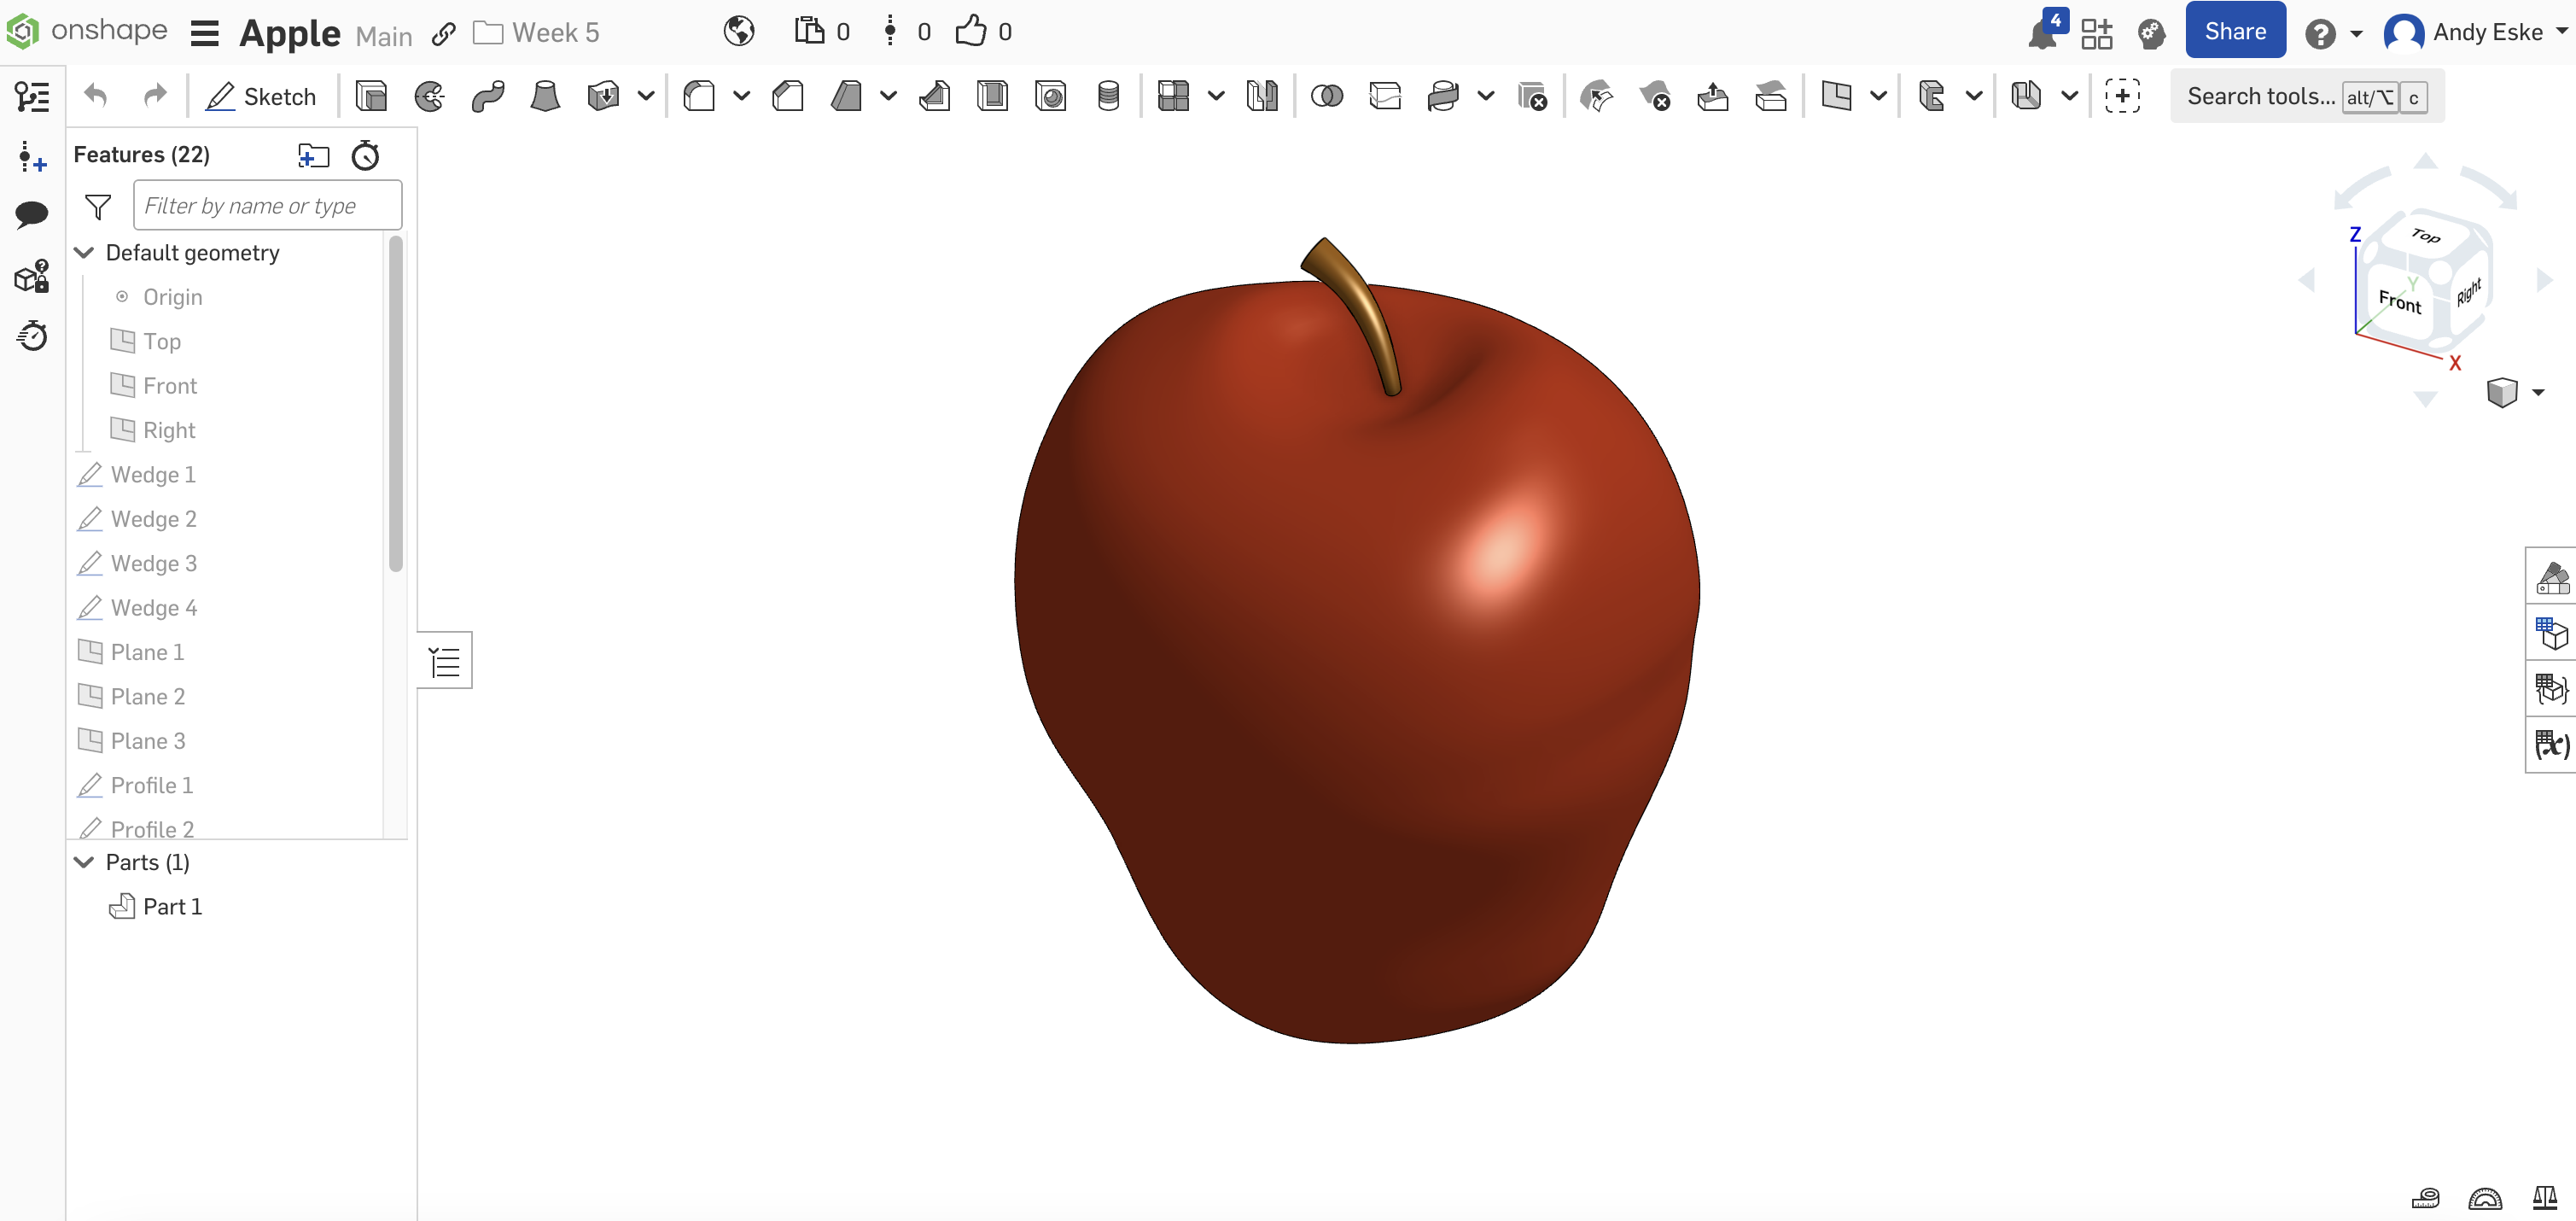 onshape Apple Main Week 5 0 0 0 4 Share Andy Eske
Sketch Search tools... alt/⌥ c
Features (22)
Filter by name or type
Default geometry
Origin
Top
Front
Right
Wedge 1
Wedge 2
Wedge 3
Wedge 4
Plane 1
Plane 2
Plane 3
Profile 1
Profile 2
Parts (1)
Part 1
Z
Top
Y
Front
Right
X
(x)